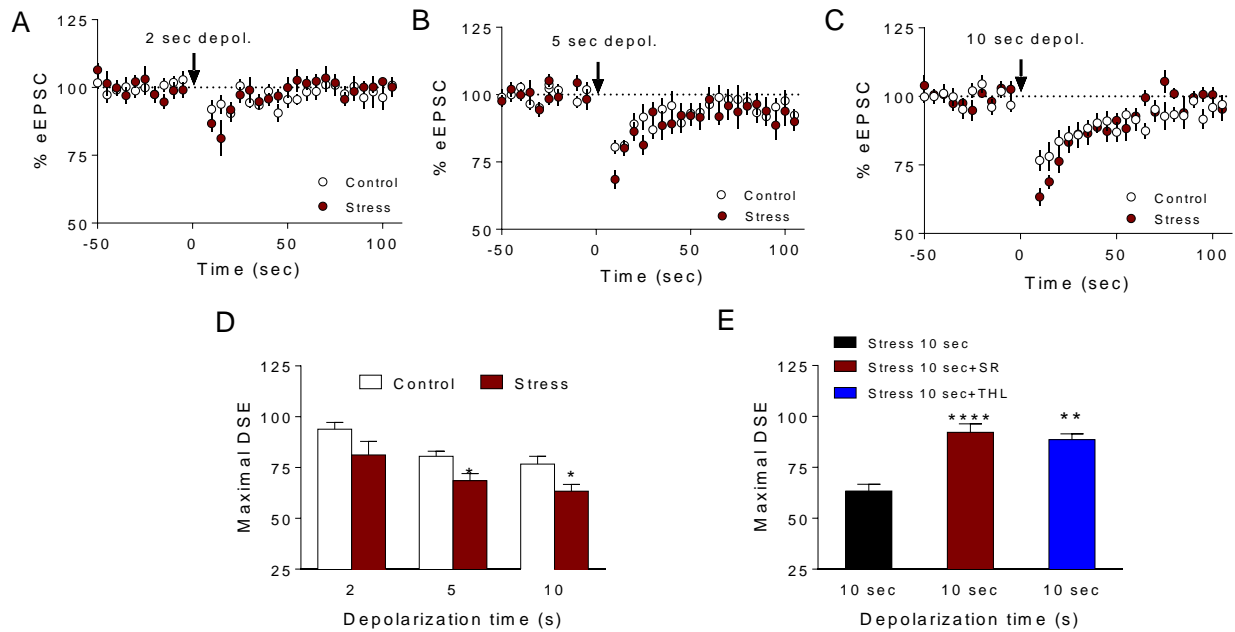 A
125
100
75
50
% eEPSC
2 sec depol.
Control
Stress
-50
0
50
100
Time (sec)
B
125
100
75
50
% eEPSC
5 sec depol.
Control
Stress
-50
0
50
100
Time (sec)
C
125
100
75
50
% eEPSC
10 sec depol.
Control
Stress
-50
0
50
100
Time (sec)
D
125
100
75
50
25
Maximal DSE
Control
Stress
*
*
2
5
10
Depolarization time (s)
E
Stress 10 sec
Stress 10 sec+SR
Stress 10 sec+THL
125
100
75
50
25
Maximal DSE
****
**
10 sec
10 sec
10 sec
Depolarization time (s)